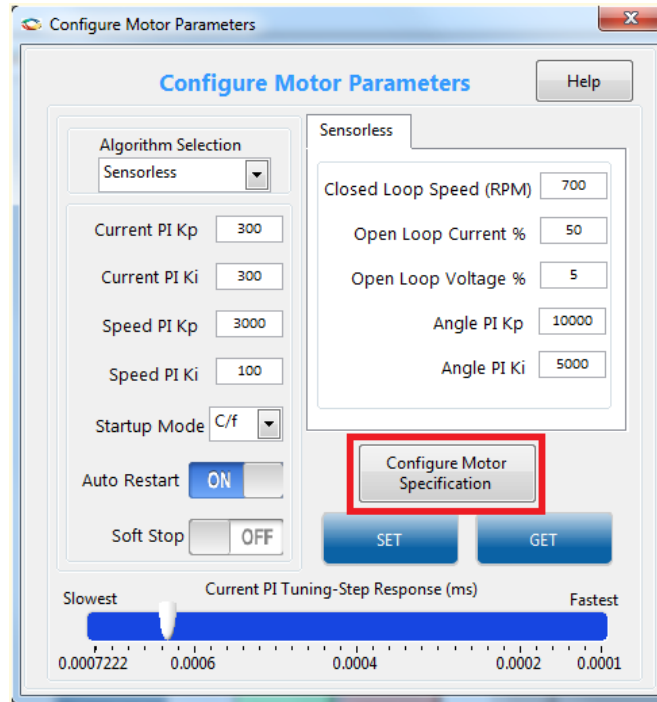 Configure Motor Parameters
x
Configure Motor Parameters
Help
Algorithm Selection
Sensorless
Current PI Kp 300
Current PI Ki 300
Speed PI Kp 3000
Speed PI Ki 100
Startup Mode C/f
Auto Restart ON
Soft Stop OFF
Sensorless
Closed Loop Speed (RPM) 700
Open Loop Current % 50
Open Loop Voltage % 5
Angle PI Kp 10000
Angle PI Ki 5000
Configure Motor
Specification
SET GET
Current PI Tuning-Step Response (ms)
Slowest Fastest
0.0007222 0.0006 0.0004 0.0002 0.0001